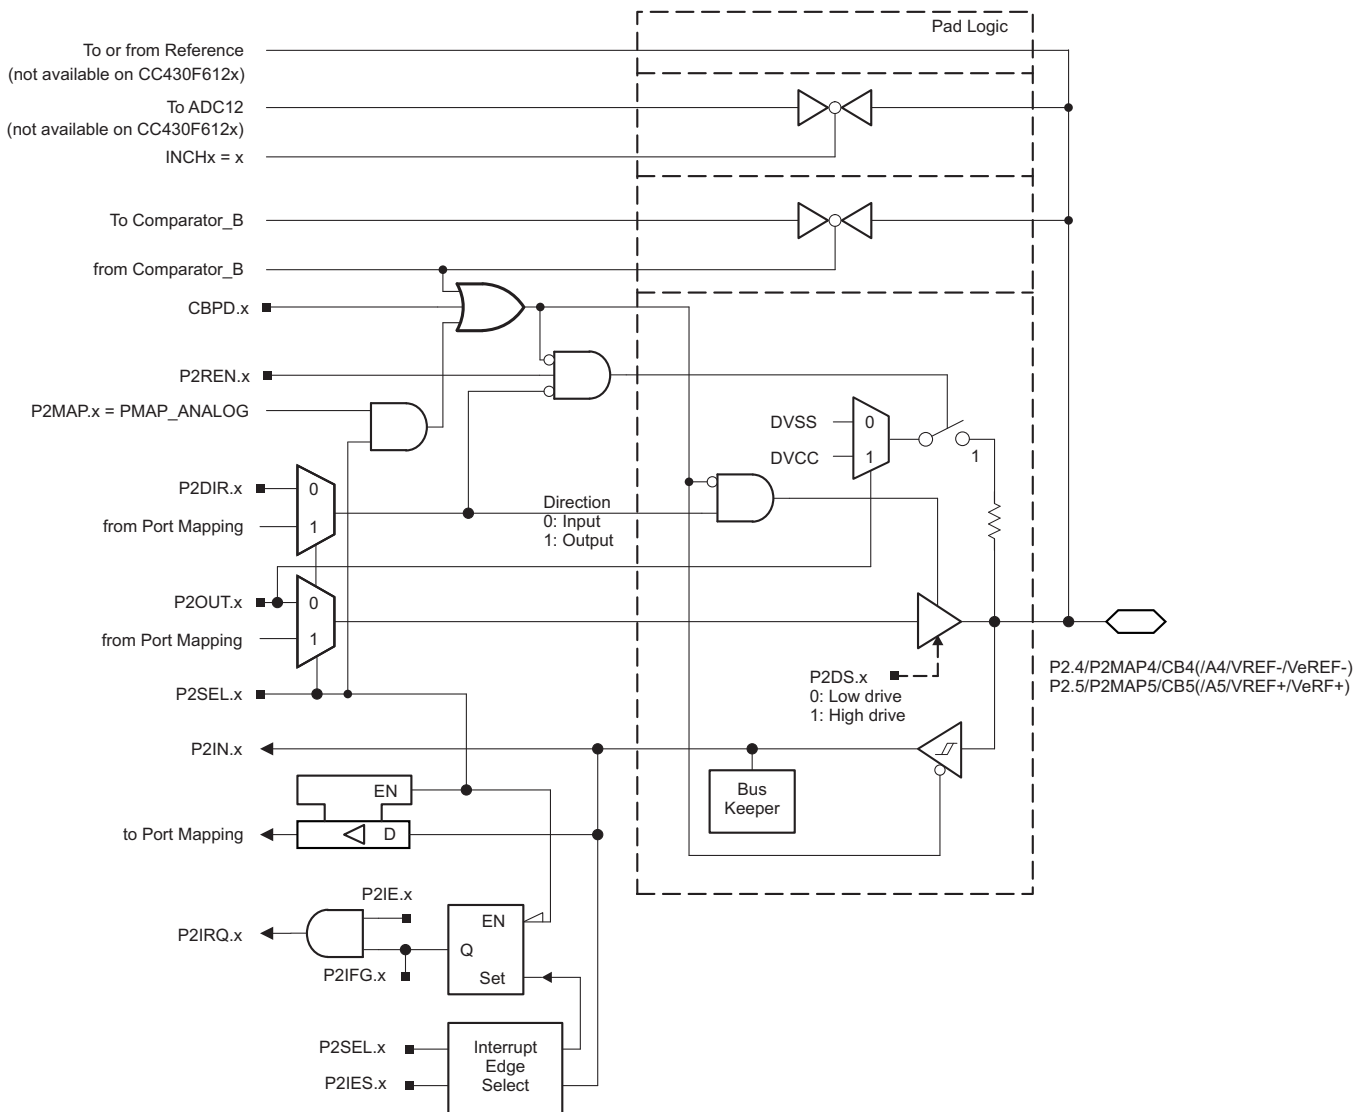 Pad Logic
To or from Reference
(not available on CC430F612x)
To ADC12
(not available on CC430F612x)
INCHx = x
To Comparator_B
from Comparator_B
CBPD.x
P2REN.x
P2MAP.x = PMAP_ANALOG
DVSS
0
DVCC
1
1
P2DIR.x
0
from Port Mapping
1
Direction
0: Input
1: Output
P2OUT.x
0
from Port Mapping
1
P2DS.x
0: Low drive
1: High drive
P2.4/P2MAP4/CB4(/A4/VREF-/VeREF-)
P2.5/P2MAP5/CB5(/A5/VREF+/VeRF+)
P2SEL.x
P2IN.x
Bus
Keeper
EN
to Port Mapping
D
P2IE.x
EN
P2IRQ.x
Q
P2IFG.x
Set
P2SEL.x
P2IES.x
Interrupt
Edge
Select